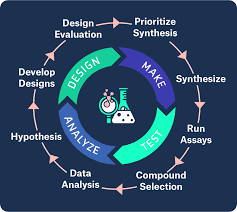 Design
Evaluation
Prioritize
Synthesis
Synthesize
Run
Assays
Compound
Selection
Data
Analysis
Hypothesis
Develop
Designs
DESIGN
MAKE
TEST
ANALYZE